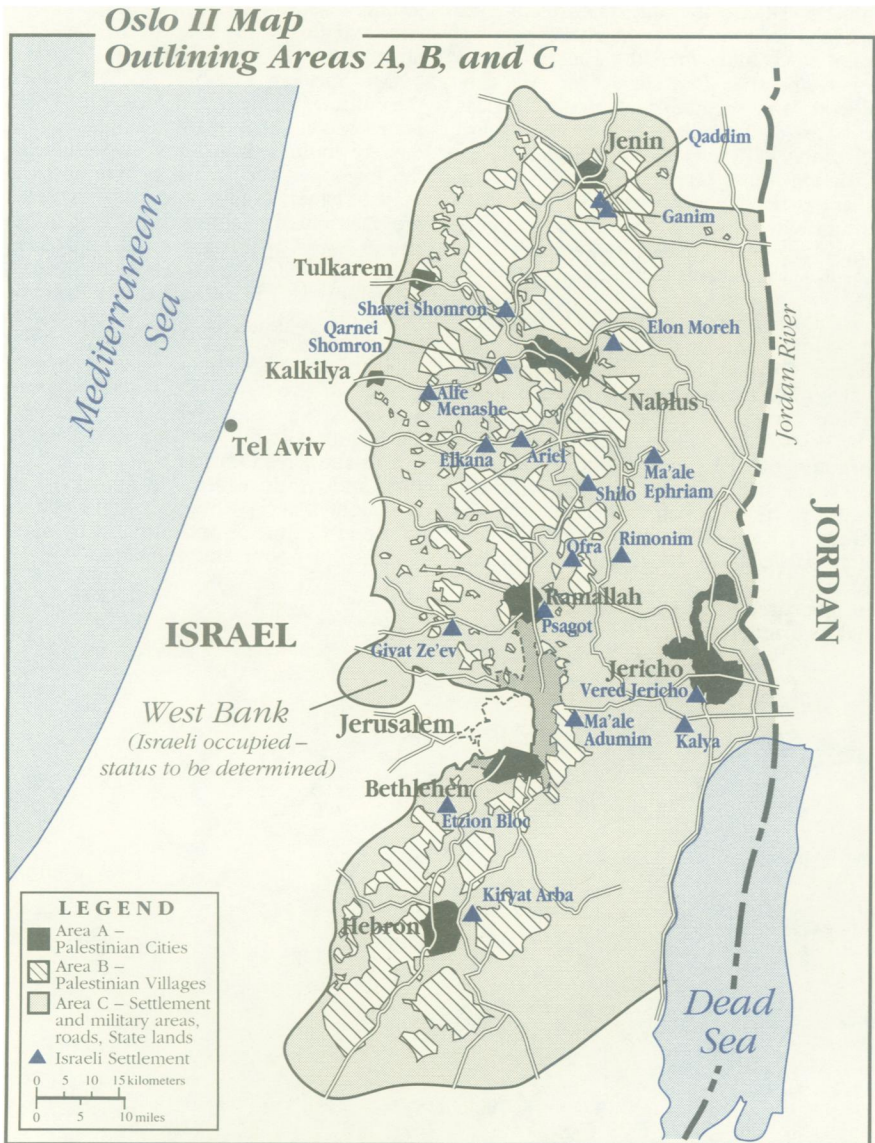 Oslo II Map
Outlining Areas A, B, and C
Jenin
Qaddim
Ganim
Tulkarem
Shavei Shomron
Qarnei
Shomron
Elon Moreh
Kalkilya
Alfe
Menashe
Nablus
Mediterranean
Sea
Jordan River
Tel Aviv
Elkana
Ariel
Ma'ale
Ephriam
Shilo
JORDAN
Ofra
Rimonim
Ramallah
Psagot
ISRAEL
Givat Ze'ev
Jericho
Vered Jericho
West Bank
(Israeli occupied –
status to be determined)
Jerusalem
Ma'ale
Adumim
Kalya
Bethlehen
Etzion Bloc
Kiryat Arba
Hebron
Dead
Sea
LEGEND
Area A –
Palestinian Cities
Area B –
Palestinian Villages
Area C – Settlement
and military areas,
roads, State lands
Israeli Settlement
0 5 10 15 kilometers
0 5 10 miles